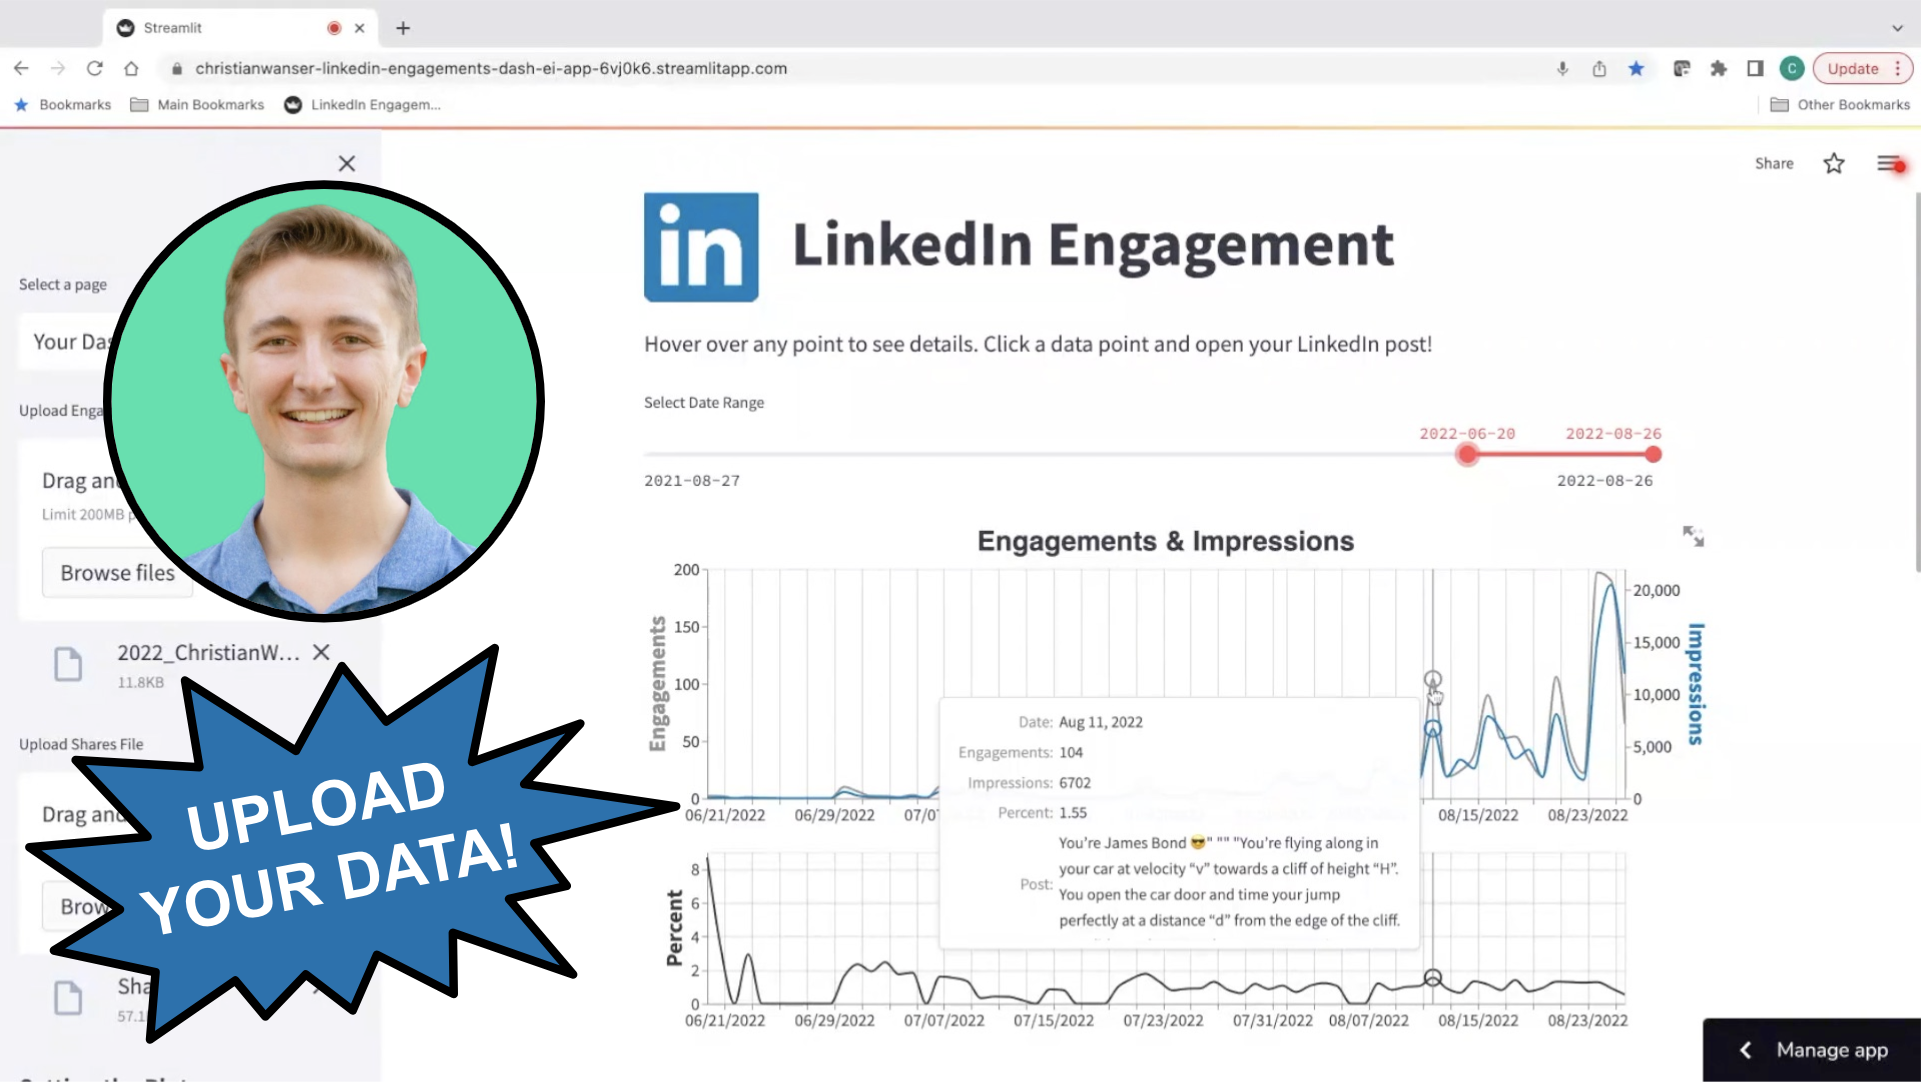 Streamlit
christianwanser-linkedin-engagements-dash-ei-app-6vj0k6.streamlitapp.com
C
Update
Bookmarks
Main Bookmarks
LinkedIn Engagem...
Other Bookmarks
Share
in
LinkedIn Engagement
Select a page
Your Das
Hover over any point to see details. Click a data point and open your LinkedIn post!
Upload Enga
Select Date Range
2022-06-20
2022-08-26
2021-08-27
2022-08-26
Drag an
Limit 200MB p
Browse files
2022_ChristianW...
11.8KB
Upload Shares File
Drag and
Brow
Sha
57.1
UPLOAD
YOUR DATA!
Engagements & Impressions
200
150
100
50
0
Engagements
20,000
15,000
10,000
5,000
0
Impressions
06/21/2022 06/29/2022 07/0 08/15/2022 08/23/2022
Date: Aug 11, 2022
Engagements: 104
Impressions: 6702
Percent: 1.55
Post: You're James Bond 😎" "" "You're flying along in
your car at velocity “v” towards a cliff of height “H”.
You open the car door and time your jump
perfectly at a distance “d” from the edge of the cliff.
8
6
4
2
0
Percent
06/21/2022 06/29/2022 07/07/2022 07/15/2022 07/23/2022 07/31/2022 08/07/2022 08/15/2022 08/23/2022
Manage app